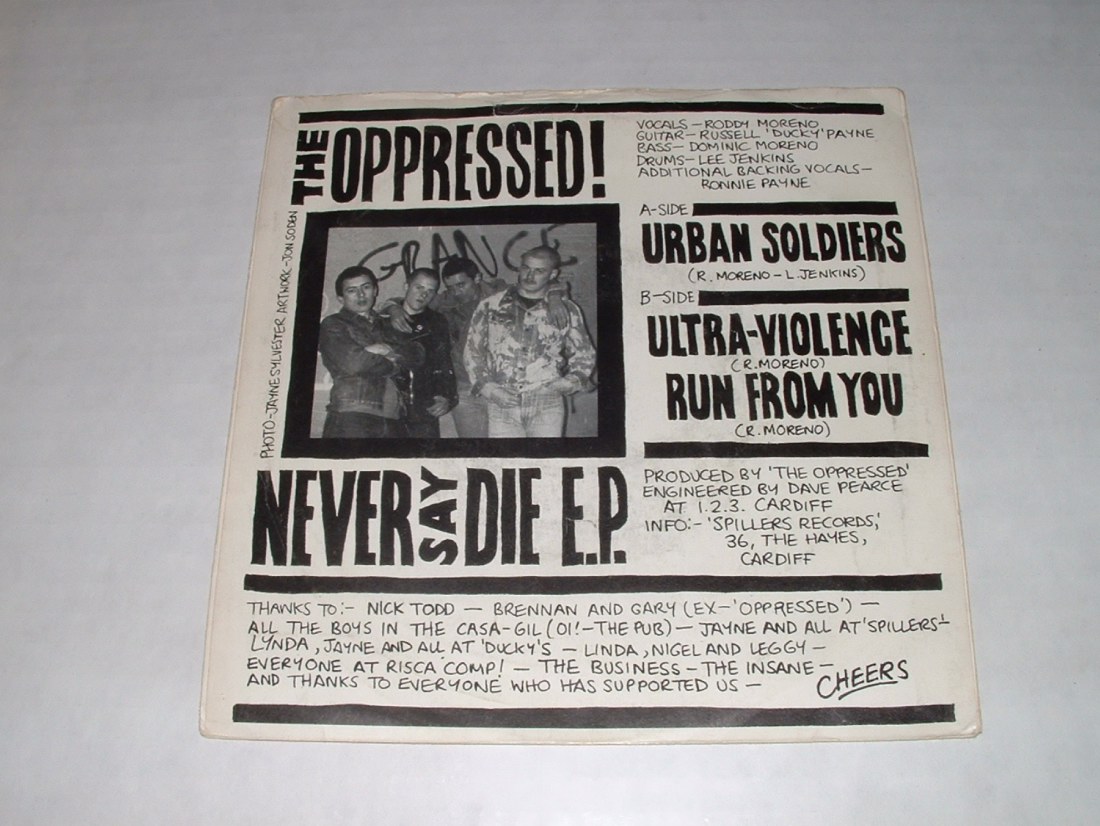 THE OPPRESSED!
PHOTO-JAYNE SYLVESTER ARTWORK-JON SODEN
GRANGE
NEVER SAY DIE E.P.
VOCALS-RODDY MORENO
GUITAR-RUSSELL 'DUCKY' PAYNE
BASS-DOMINIC MORENO
DRUMS-LEE JENKINS
ADDITIONAL BACKING VOCALS-
RONNIE PAYNE
A-SIDE
URBAN SOLDIERS
(R. MORENO - L. JENKINS)
B-SIDE
ULTRA-VIOLENCE
(R. MORENO)
RUN FROM YOU
(R. MORENO)
PRODUCED BY 'THE OPPRESSED'
ENGINEERED BY DAVE PEARCE
AT 1.2.3. CARDIFF
INFO:- 'SPILLERS RECORDS,'
36, THE HAYES,
CARDIFF
THANKS TO:- NICK TODD - BRENNAN AND GARY (EX-'OPPRESSED') -
ALL THE BOYS IN THE CASA-GIL (OI!-THE PUB) - JAYNE AND ALL AT 'SPILLERS'-
LYNDA, JAYNE AND ALL AT 'DUCKY'S - LINDA, NIGEL AND LEGGY -
EVERYONE AT RISCA 'COMP! - THE BUSINESS - THE INSANE -
AND THANKS TO EVERYONE WHO HAS SUPPORTED US -
CHEERS